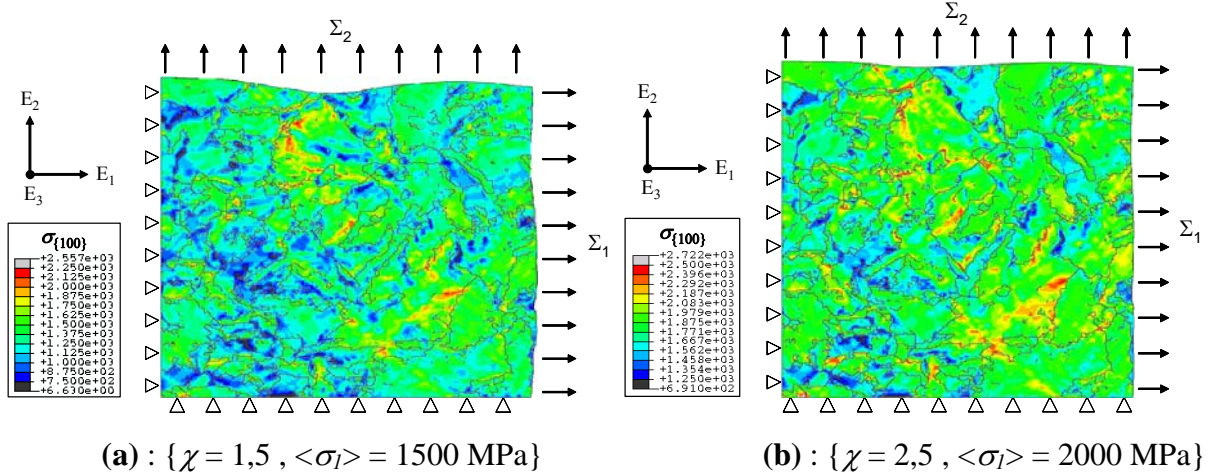 Σ2
E2
E1
E3
σ{100}
+2.557e+03
+2.250e+03
+2.125e+03
+2.000e+03
+1.875e+03
+1.750e+03
+1.625e+03
+1.500e+03
+1.375e+03
+1.250e+03
+1.125e+03
+1.000e+03
+8.750e+02
+7.500e+02
+6.630e+00
Σ1
(a) : {χ = 1,5 , <σI> = 1500 MPa}
Σ2
E2
E1
E3
σ{100}
+2.722e+03
+2.500e+03
+2.396e+03
+2.292e+03
+2.187e+03
+2.083e+03
+1.979e+03
+1.875e+03
+1.771e+03
+1.667e+03
+1.562e+03
+1.458e+03
+1.354e+03
+1.250e+03
+6.910e+02
Σ1
(b) : {χ = 2,5 , <σI> = 2000 MPa}